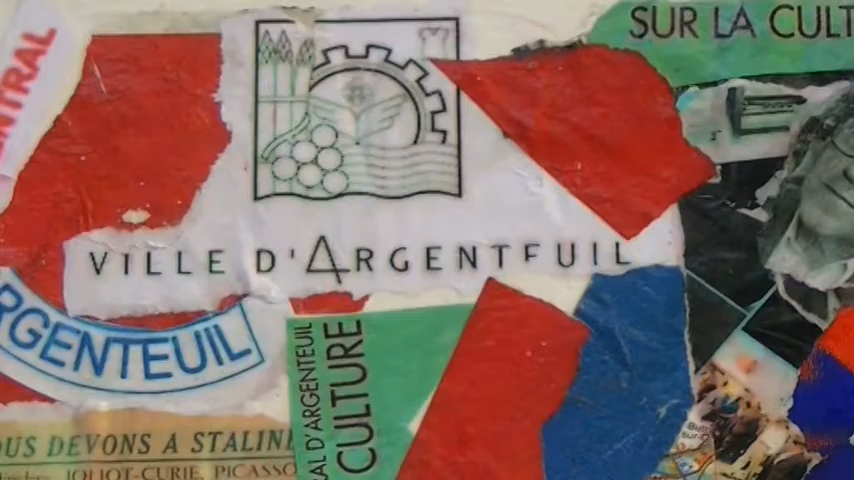 SUR LA CULT
NTRAL
VILLE D'ARGENTEUIL
RGENTEUIL
AL D'ARGENTEUIL
CULTURE
OUS DEVONS A STALINE
JOLIOT-CURIE, PICASSO